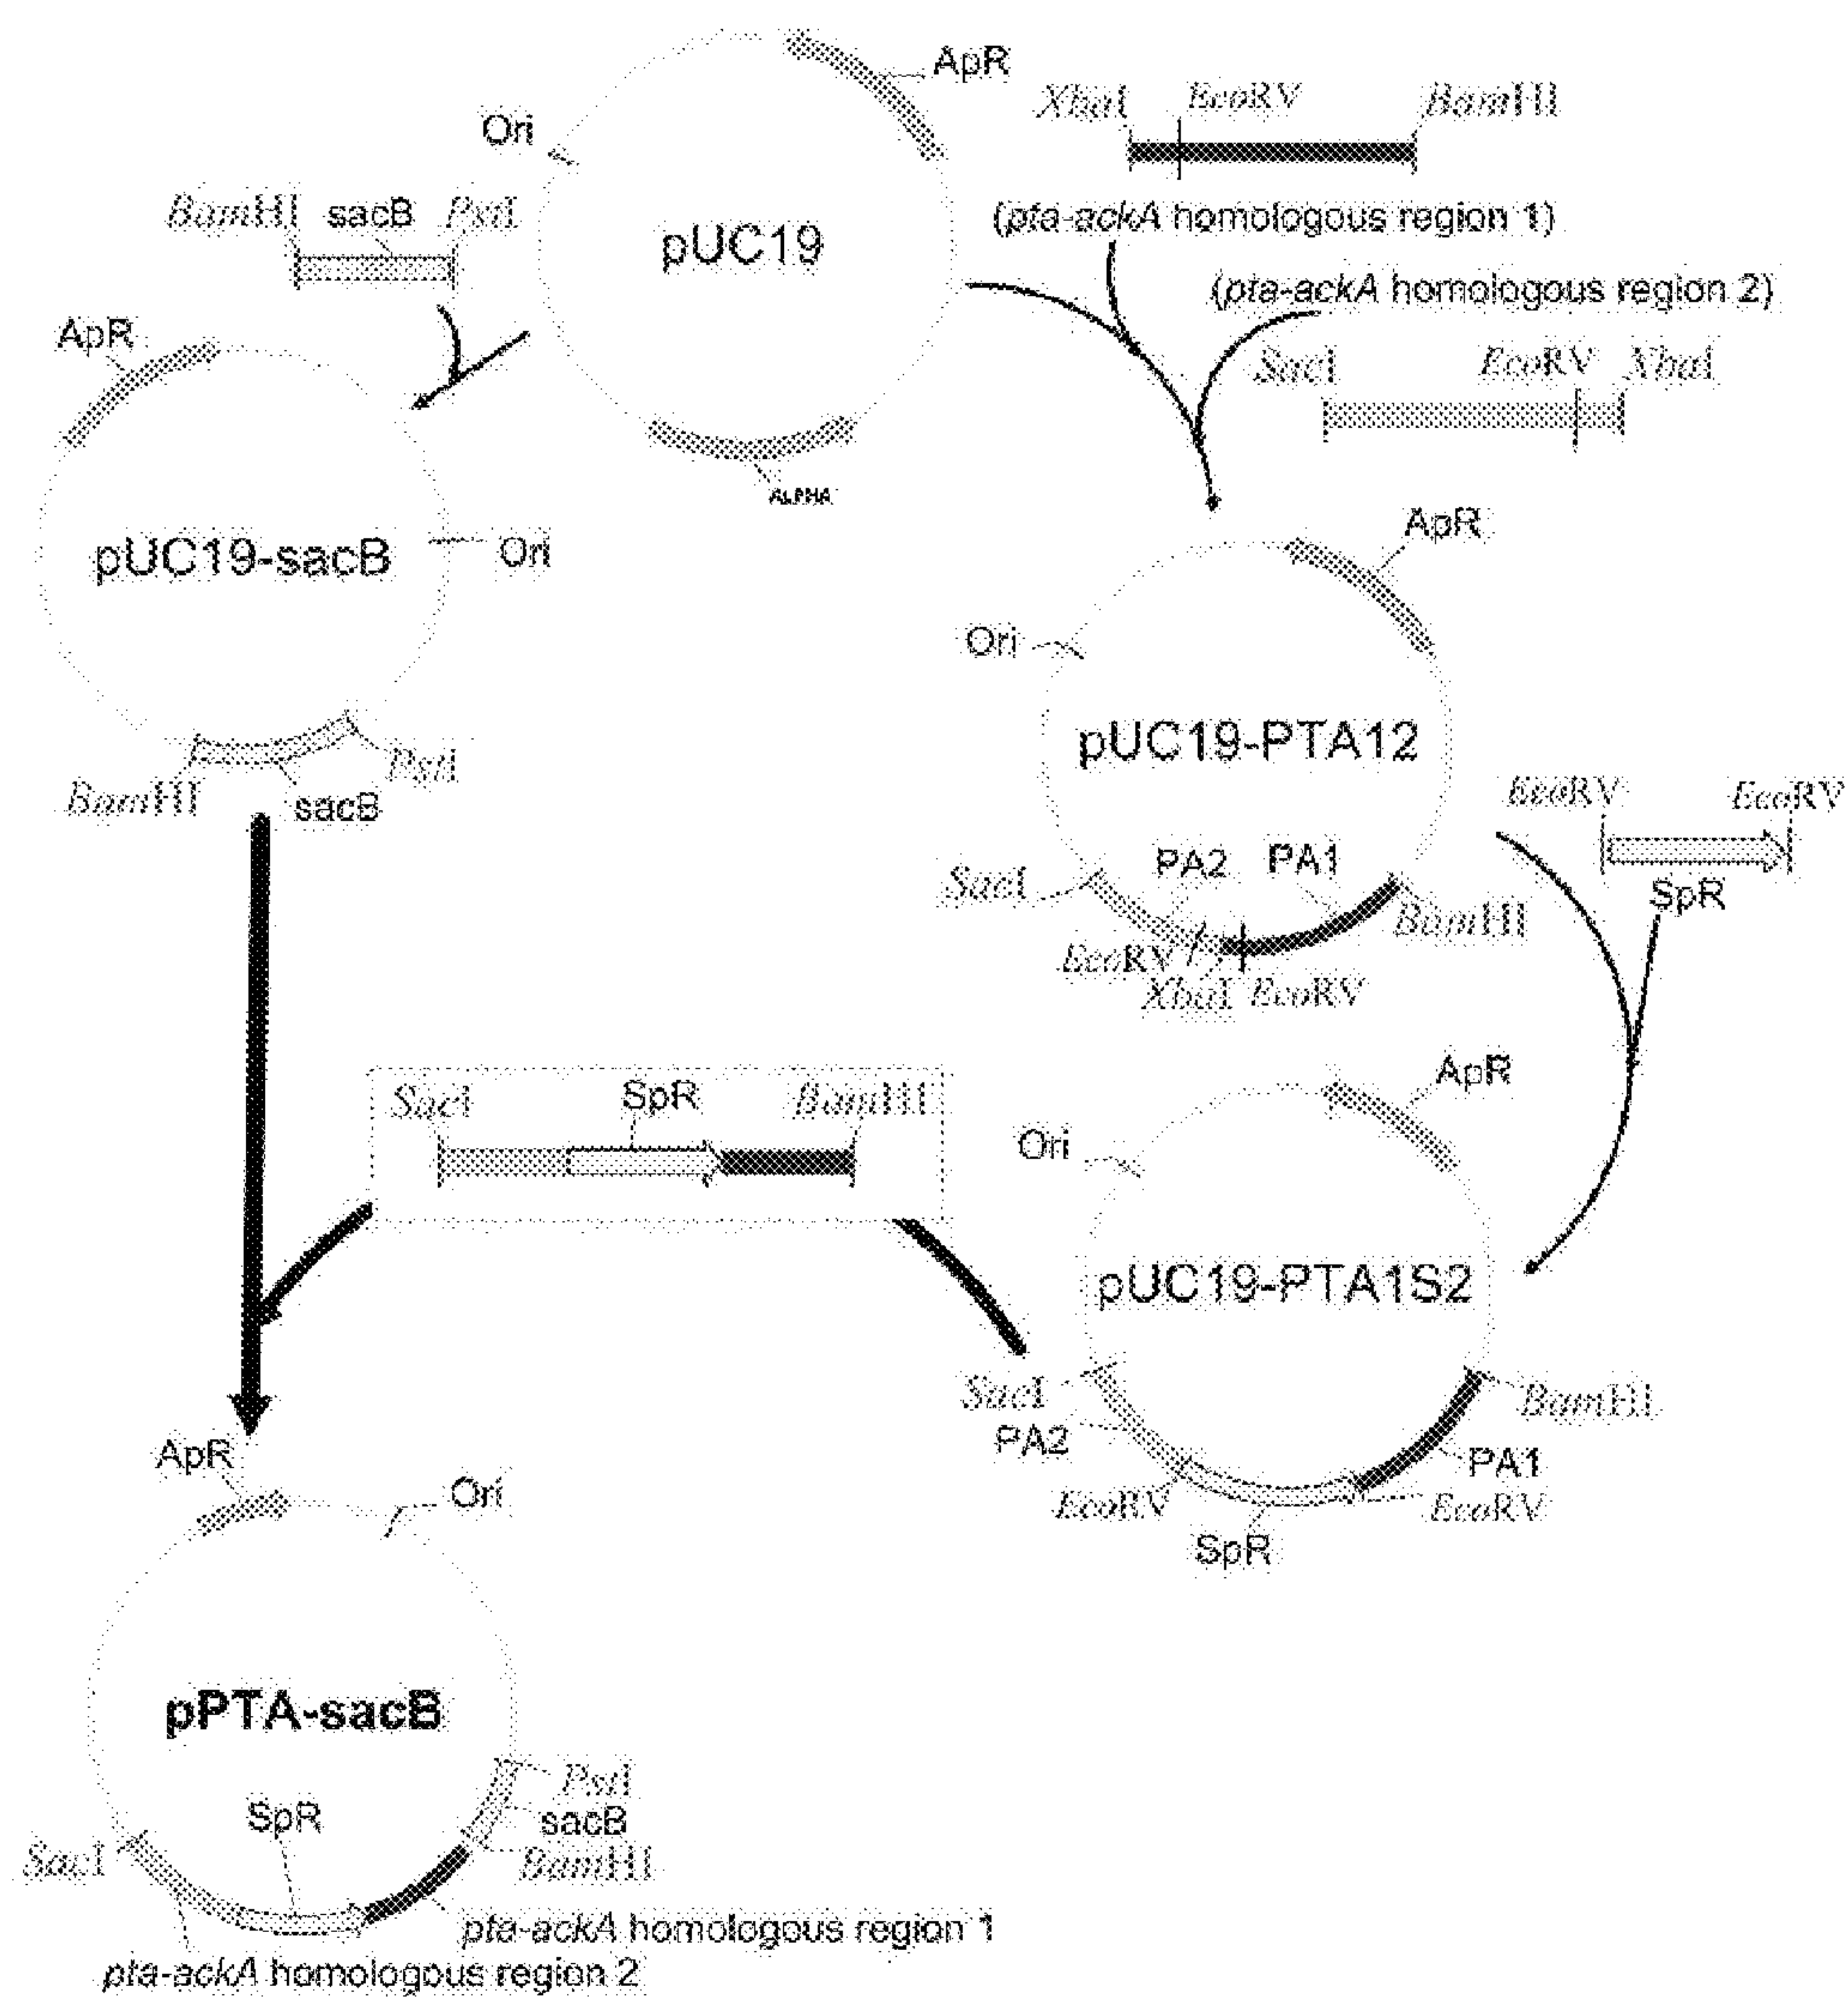 ApR
Ori
XbaI EcoRV BamHI
BamHI sacB PstI
pUC19
(pta-ackA homologous region 1)
(pta-ackA homologous region 2)
ApR
SacI EcoRV XbaI
ALPHA
ApR
pUC19-sacB
Ori
Ori
pUC19-PTA12
PstI
BamHI
sacB
EcoRV EcoRV
PA2 PA1
SacI
SpR
BamHI
EcoRV
XbaI EcoRV
ApR
SacI SpR BamHI
Ori
pUC19-PTA1S2
SacI
BamHI
PA2
ApR
PA1
Ori
EcoRV
EcoRV
SpR
pPTA-sacB
PstI
SpR
sacB
SacI
BamHI
pta-ackA homologous region 1
pta-ackA homologous region 2